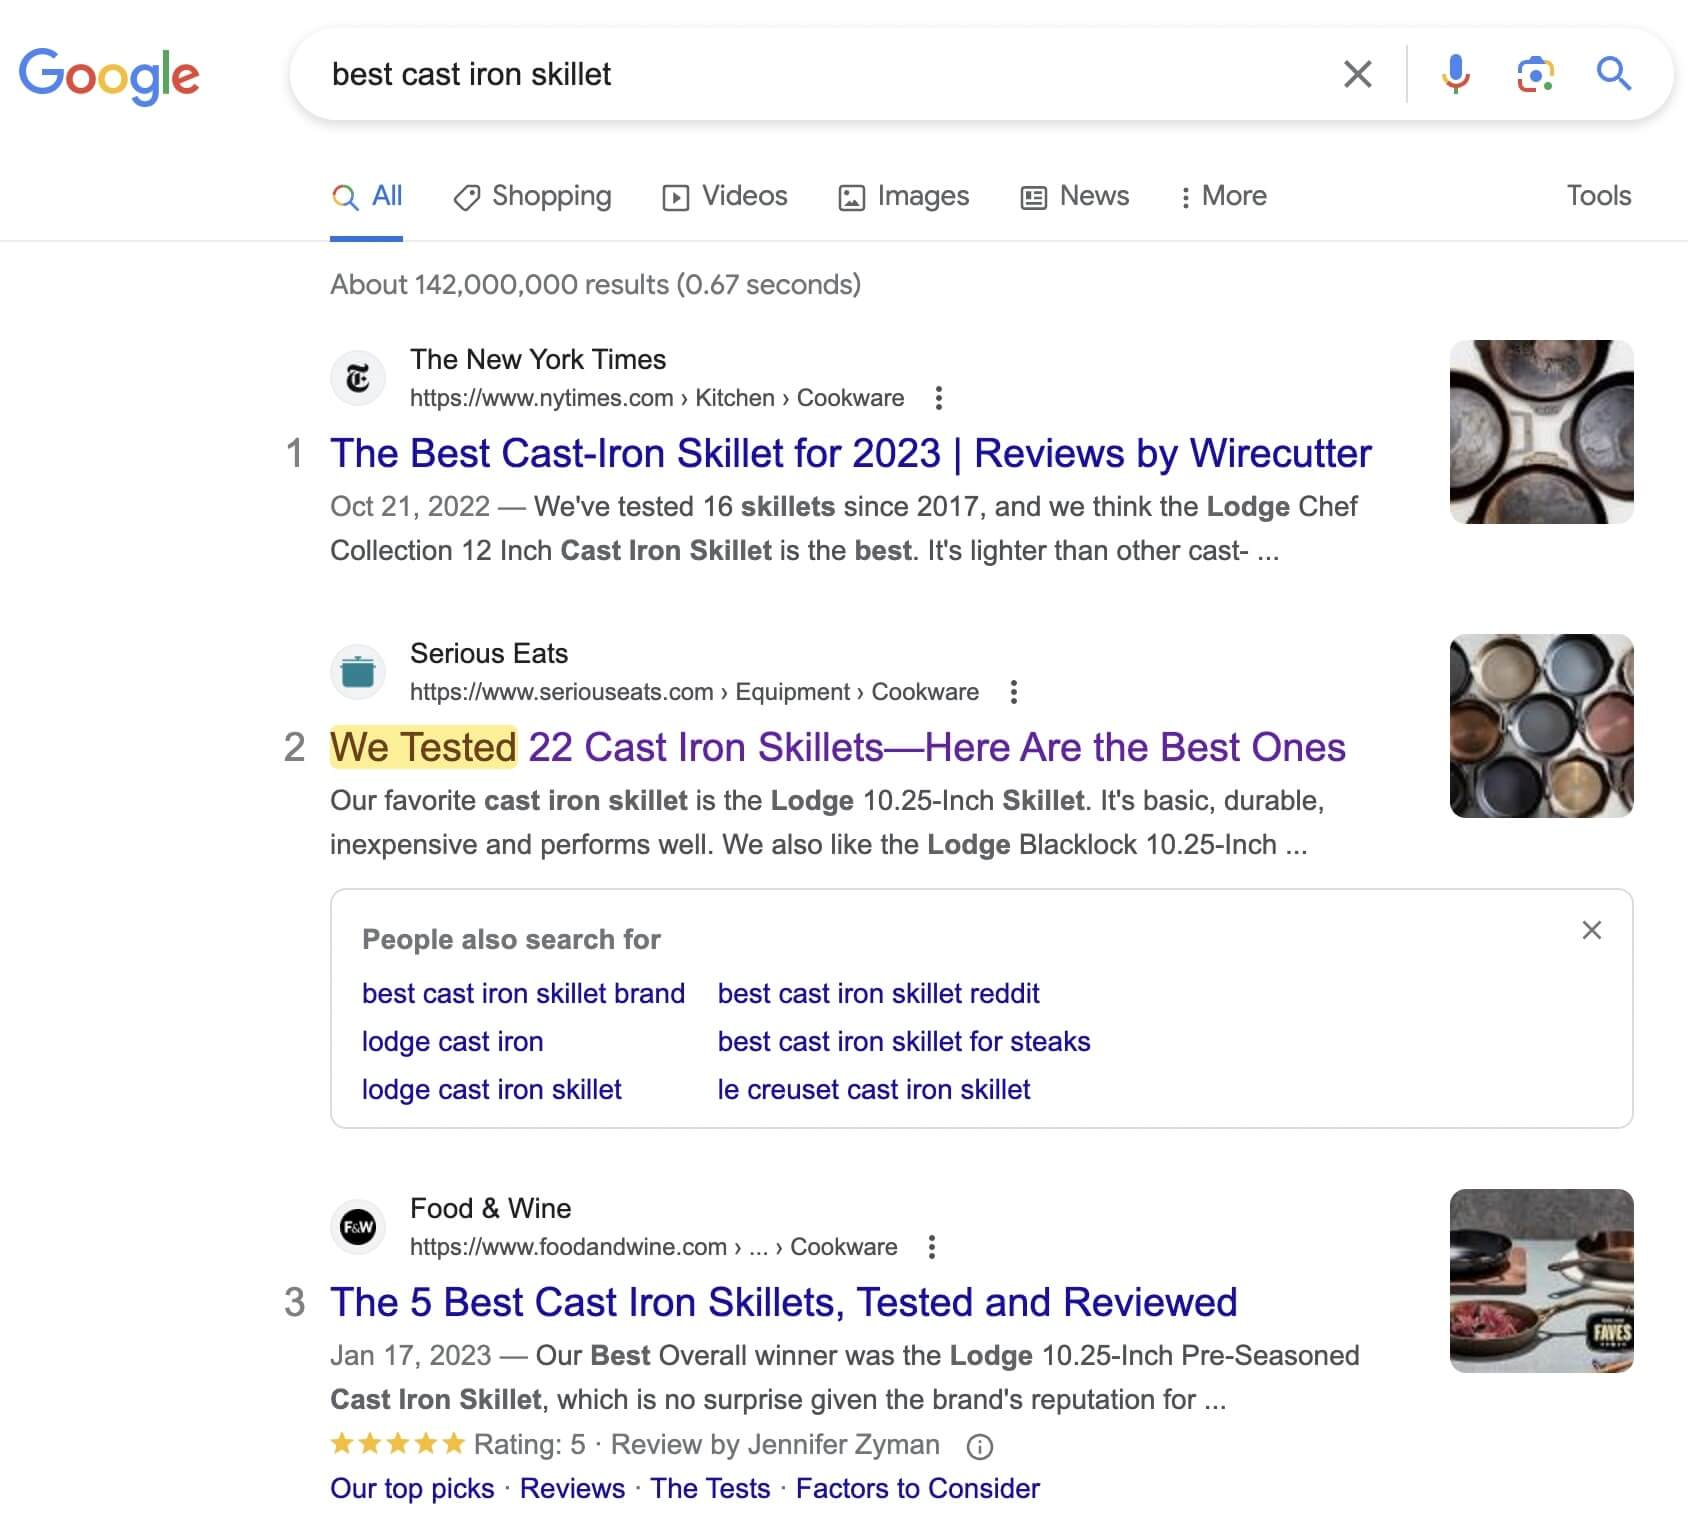 Google
best cast iron skillet
All Shopping Videos Images News More Tools
About 142,000,000 results (0.67 seconds)
The New York Times
https://www.nytimes.com › Kitchen › Cookware
1 The Best Cast-Iron Skillet for 2023 | Reviews by Wirecutter
Oct 21, 2022 — We've tested 16 skillets since 2017, and we think the Lodge Chef
Collection 12 Inch Cast Iron Skillet is the best. It's lighter than other cast- ...
Serious Eats
https://www.seriouseats.com › Equipment › Cookware
2 We Tested 22 Cast Iron Skillets—Here Are the Best Ones
Our favorite cast iron skillet is the Lodge 10.25-Inch Skillet. It's basic, durable,
inexpensive and performs well. We also like the Lodge Blacklock 10.25-Inch ...
People also search for
best cast iron skillet brand best cast iron skillet reddit
lodge cast iron best cast iron skillet for steaks
lodge cast iron skillet le creuset cast iron skillet
F&W
Food & Wine
https://www.foodandwine.com › ... › Cookware
3 The 5 Best Cast Iron Skillets, Tested and Reviewed
Jan 17, 2023 — Our Best Overall winner was the Lodge 10.25-Inch Pre-Seasoned
Cast Iron Skillet, which is no surprise given the brand's reputation for ...
FAVES
Rating: 5 · Review by Jennifer Zyman
Our top picks · Reviews · The Tests · Factors to Consider